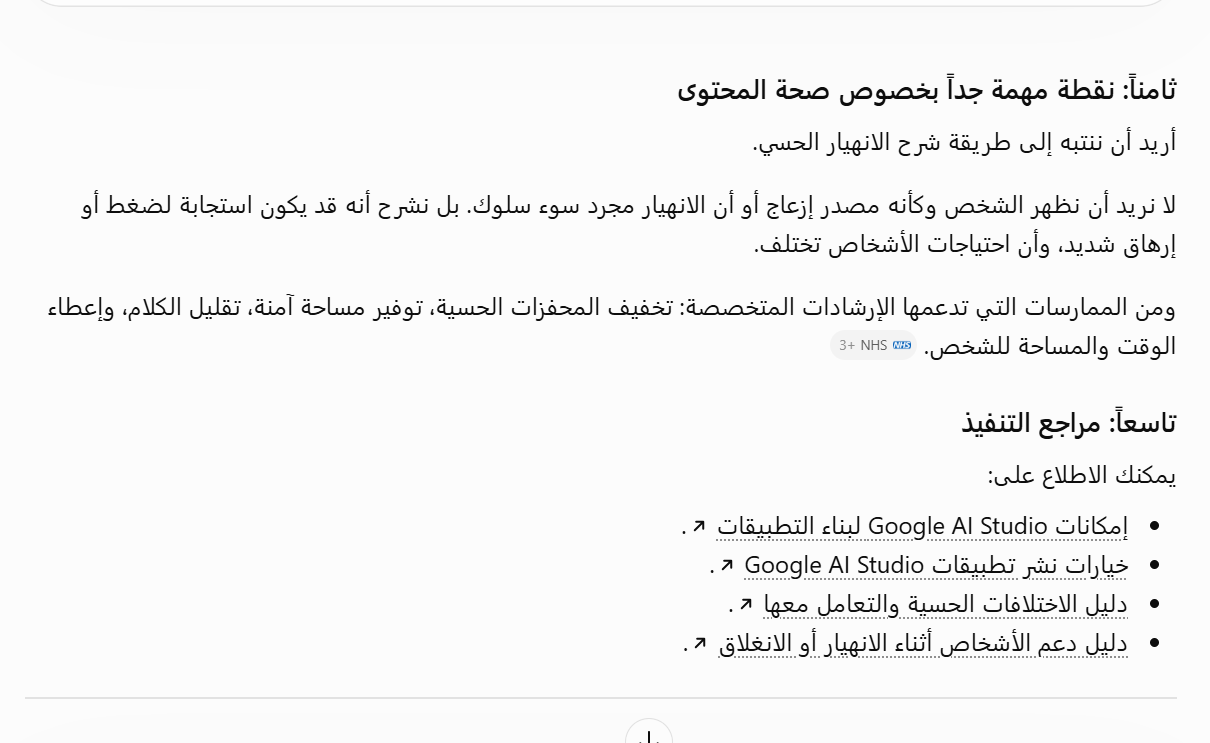 ثامناً: نقطة مهمة جداً بخصوص صحة المحتوى
أريد أن ننتبه إلى طريقة شرح الانهيار الحسي.
لا نريد أن نظهر الشخص وكأنه مصدر إزعاج أو أن الانهيار مجرد سوء سلوك. بل نشرح أنه قد يكون استجابة لضغط أو
إرهاق شديد، وأن احتياجات الأشخاص تختلف.
ومن الممارسات التي تدعمها الإرشادات المتخصصة: تخفيف المحفزات الحسية، توفير مساحة آمنة، تقليل الكلام، وإعطاء
الوقت والمساحة للشخص. NHS NHS +3
تاسعاً: مراجع التنفيذ
يمكنك الاطلاع على:
• إمكانات Google AI Studio لبناء التطبيقات ↗.
• خيارات نشر تطبيقات Google AI Studio ↗.
• دليل الاختلافات الحسية والتعامل معها ↗.
• دليل دعم الأشخاص أثناء الانهيار أو الانغلاق ↗.